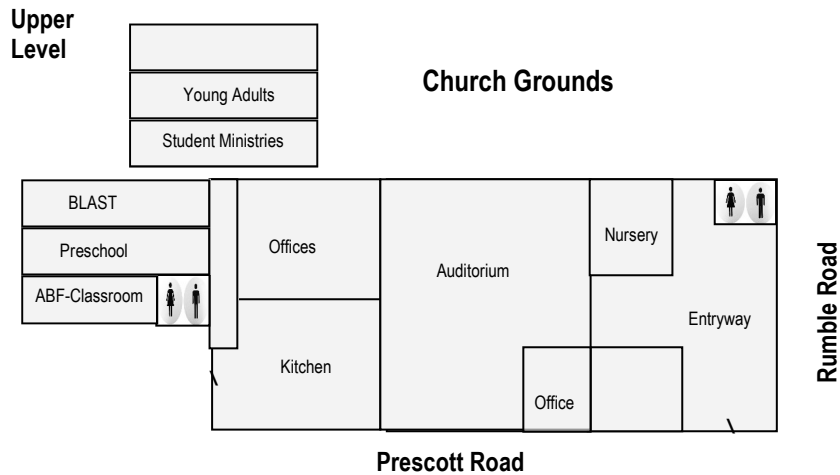 Upper
Level
Church Grounds
Young Adults
Student Ministries
BLAST
Preschool
ABF-Classroom
Offices
Kitchen
Auditorium
Nursery
Entryway
Office
Rumble Road
Prescott Road